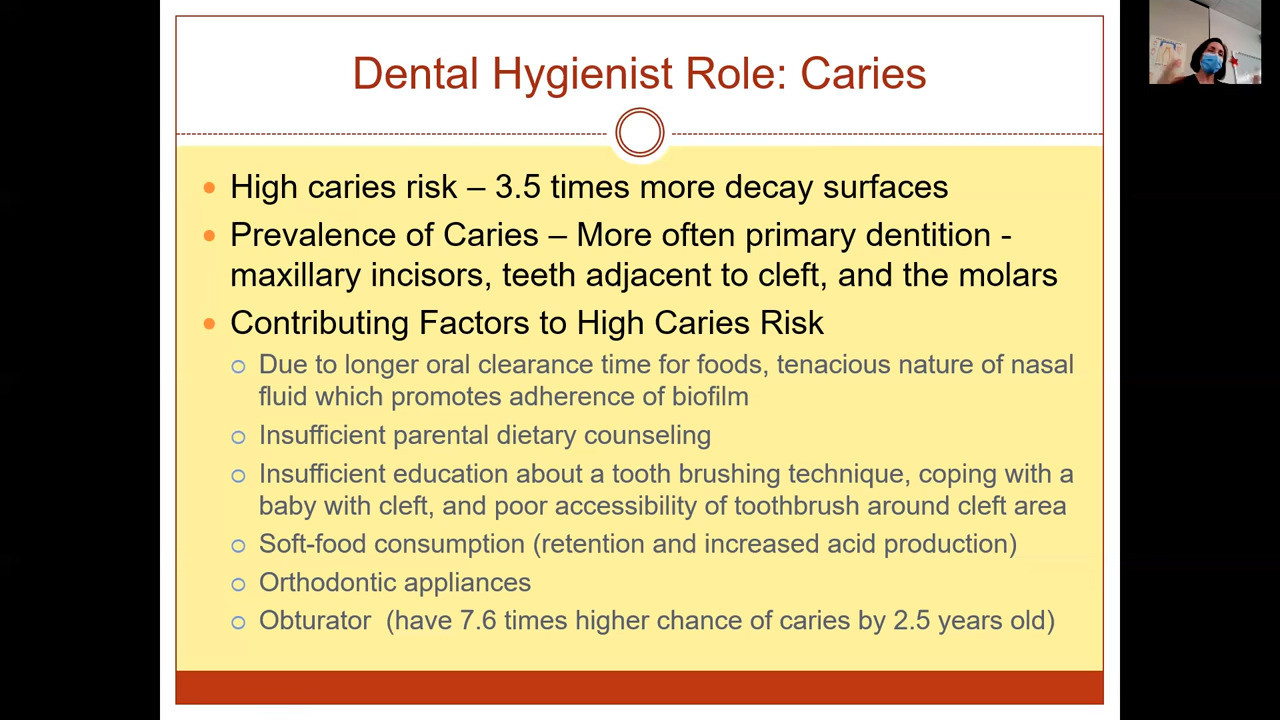 Dental Hygienist Role: Caries
High caries risk – 3.5 times more decay surfaces
Prevalence of Caries – More often primary dentition -
maxillary incisors, teeth adjacent to cleft, and the molars
Contributing Factors to High Caries Risk
Due to longer oral clearance time for foods, tenacious nature of nasal
fluid which promotes adherence of biofilm
Insufficient parental dietary counseling
Insufficient education about a tooth brushing technique, coping with a
baby with cleft, and poor accessibility of toothbrush around cleft area
Soft-food consumption (retention and increased acid production)
Orthodontic appliances
Obturator (have 7.6 times higher chance of caries by 2.5 years old)